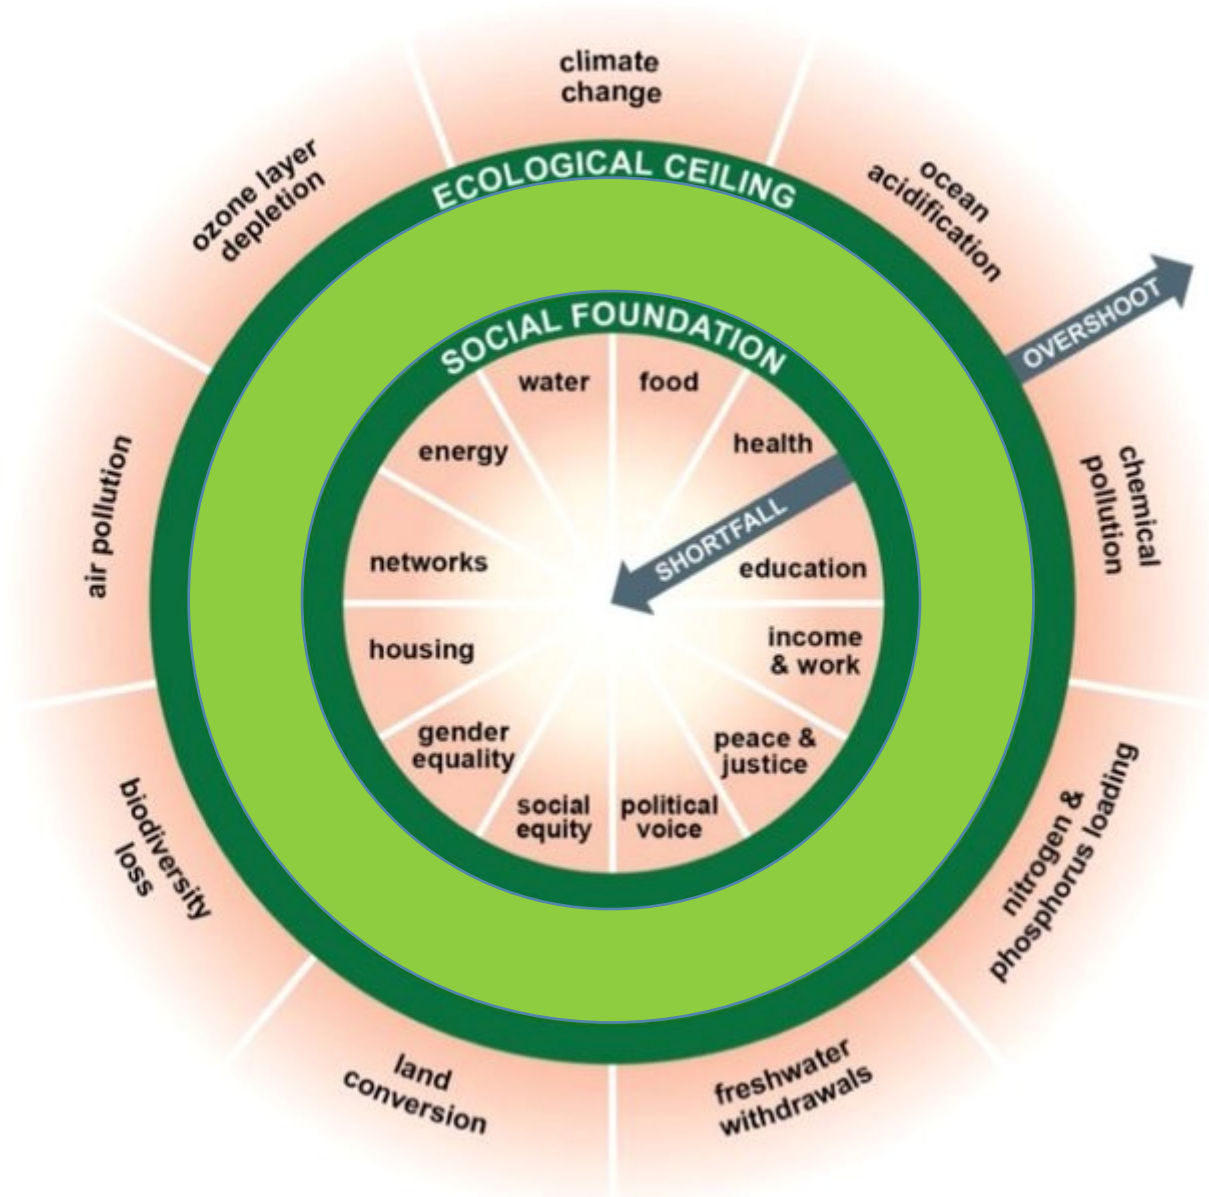 climate
change
ozone layer
depletion
ocean
acidification
ECOLOGICAL CEILING
OVERSHOOT
SOCIAL FOUNDATION
water
food
energy
health
SHORTFALL
networks
education
housing
income
& work
gender
equality
peace &
justice
social
equity
political
voice
air pollution
chemical
pollution
biodiversity
loss
nitrogen &
phosphorus loading
land
conversion
freshwater
withdrawals